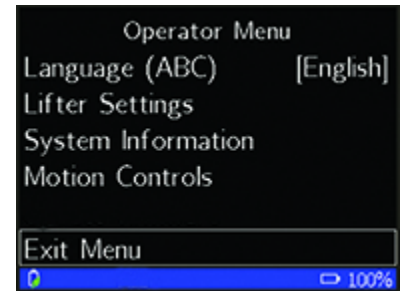 Operator Menu
Language (ABC) [English]
Lifter Settings
System Information
Motion Controls
Exit Menu
100%